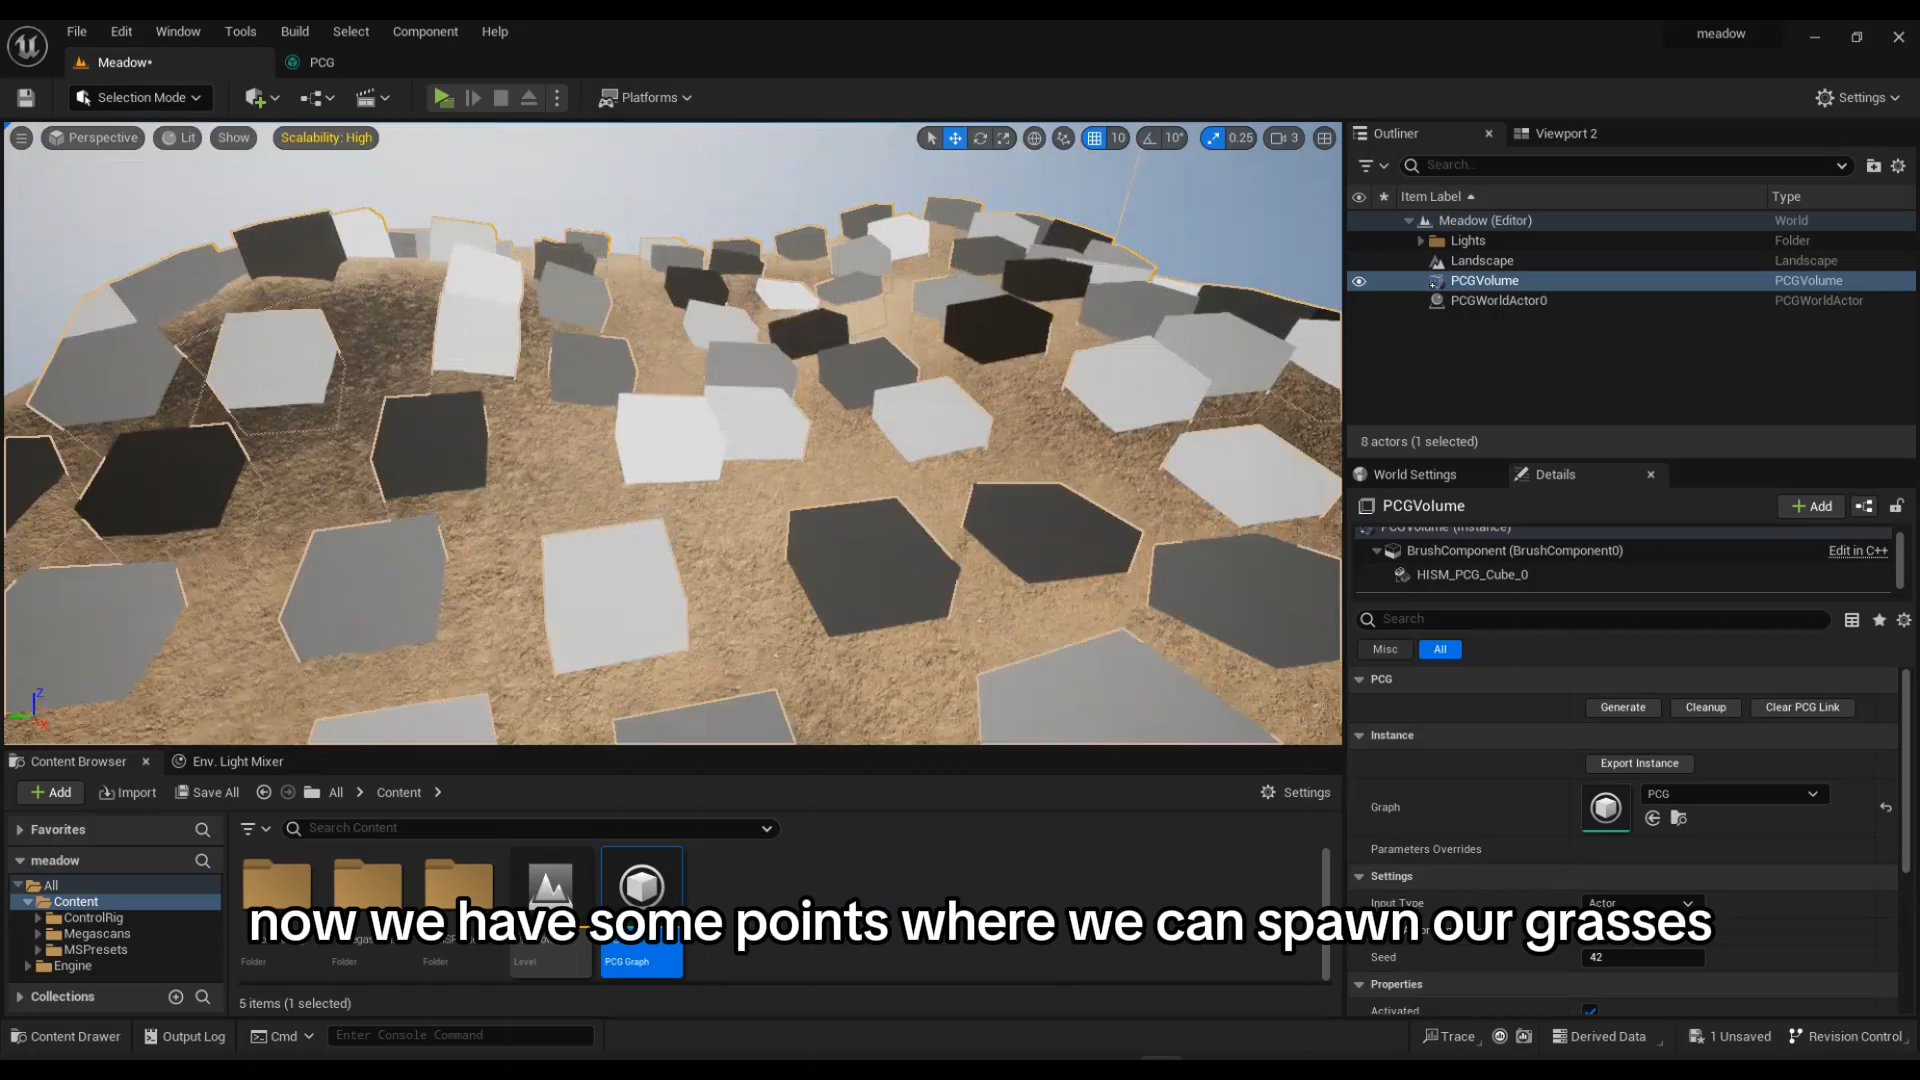 File Edit Window Tools Build Select Component Help
meadow
Meadow•
PCG
Selection Mode
Platforms
Settings
Perspective Lit Show Scalability: High
10 10° 0.25 3
Outliner
Viewport 2
Search...
Item Label Type
Meadow (Editor) World
Lights Folder
Landscape Landscape
PCGVolume PCGVolume
PCGWorldActor0 PCGWorldActor
8 actors (1 selected)
World Settings
Details
PCGVolume
Add
PCGVolume (Instance)
BrushComponent (BrushComponent0) Edit in C++
HISM_PCG_Cube_0
Search
Misc All
PCG
Generate Cleanup Clear PCG Link
Instance
Export Instance
Graph PCG
Parameters Overrides
Settings
Input Type Actor
Seed 42
Properties
Activated
Content Browser
Env. Light Mixer
Add Import Save All All Content Settings
Favorites
Search Content
meadow
All
Content
ControlRig
Megascans
MSPresets
Engine
Collections
now we have some points where we can spawn our grasses
Folder Folder Folder Level PCG Graph
5 items (1 selected)
Content Drawer Output Log Cmd Enter Console Command Trace Derived Data 1 Unsaved Revision Control